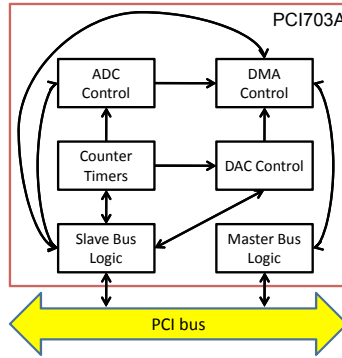 PCI703A
ADC
Control
DMA
Control
Counter
Timers
DAC Control
Slave Bus
Logic
Master Bus
Logic
PCI bus